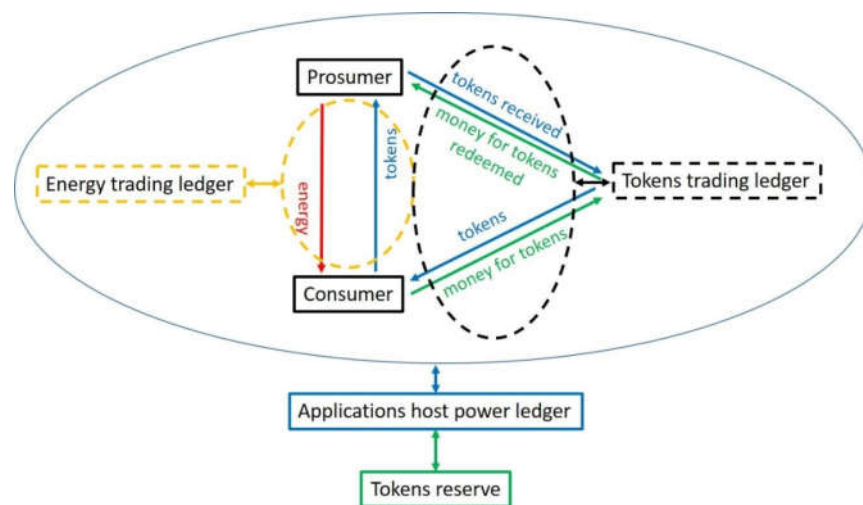 Prosumer
tokens received
money for tokens
redeemed
Energy trading ledger
tokens
energy
Tokens trading ledger
tokens
money for tokens
Consumer
Applications host power ledger
Tokens reserve